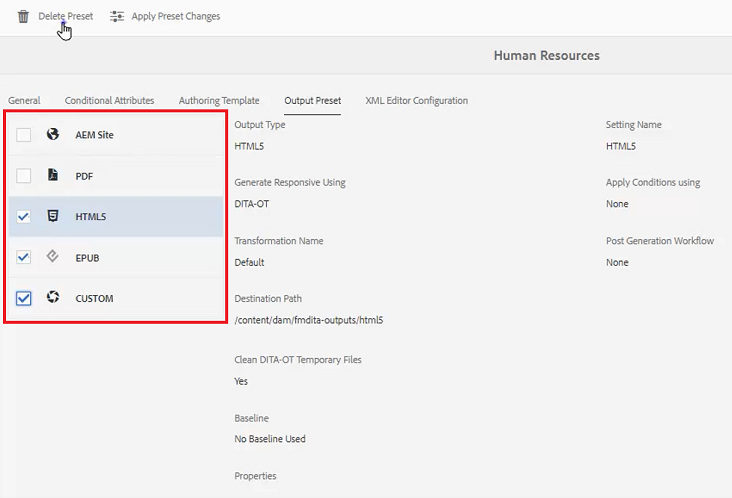 Delete Preset
Apply Preset Changes
Human Resources
General
Conditional Attributes
Authoring Template
Output Preset
XML Editor Configuration
AEM Site
PDF
HTML5
EPUB
CUSTOM
Output Type
HTML5
Setting Name
HTML5
Generate Responsive Using
DITA-OT
Apply Conditions using
None
Transformation Name
Default
Post Generation Workflow
None
Destination Path
/content/dam/fmdita-outputs/html5
Clean DITA-OT Temporary Files
Yes
Baseline
No Baseline Used
Properties